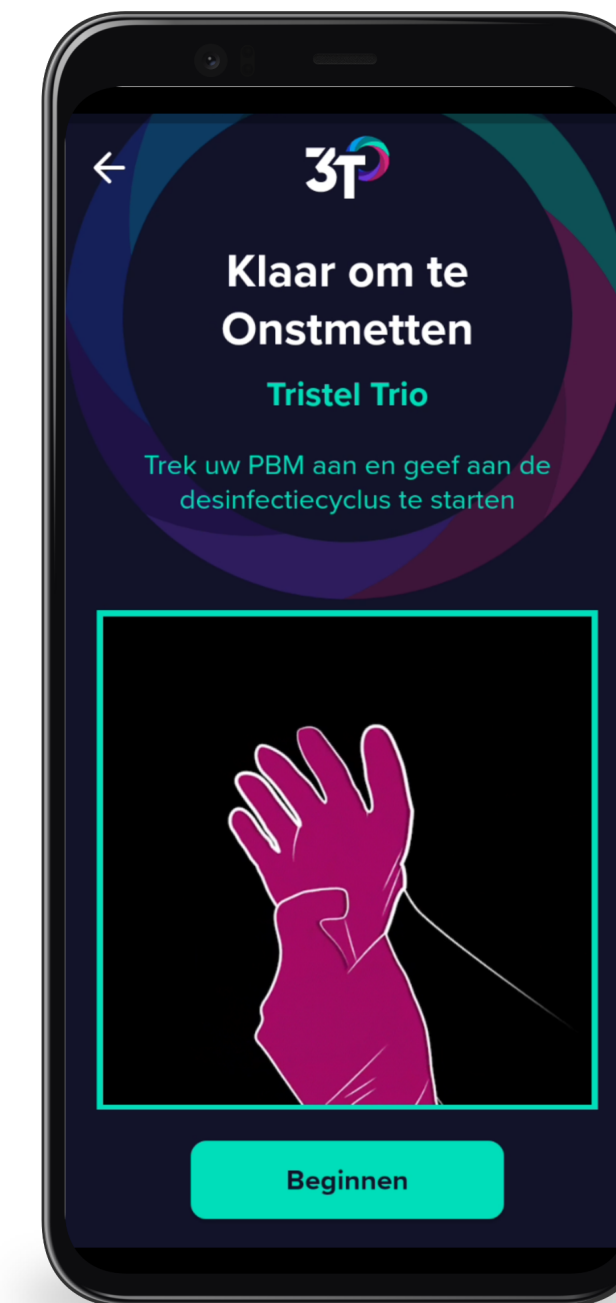 3T
Klaar om te
Onstmetten
Tristel Trio
Trek uw PBM aan en geef aan de
desinfectiecyclus te starten
Beginnen